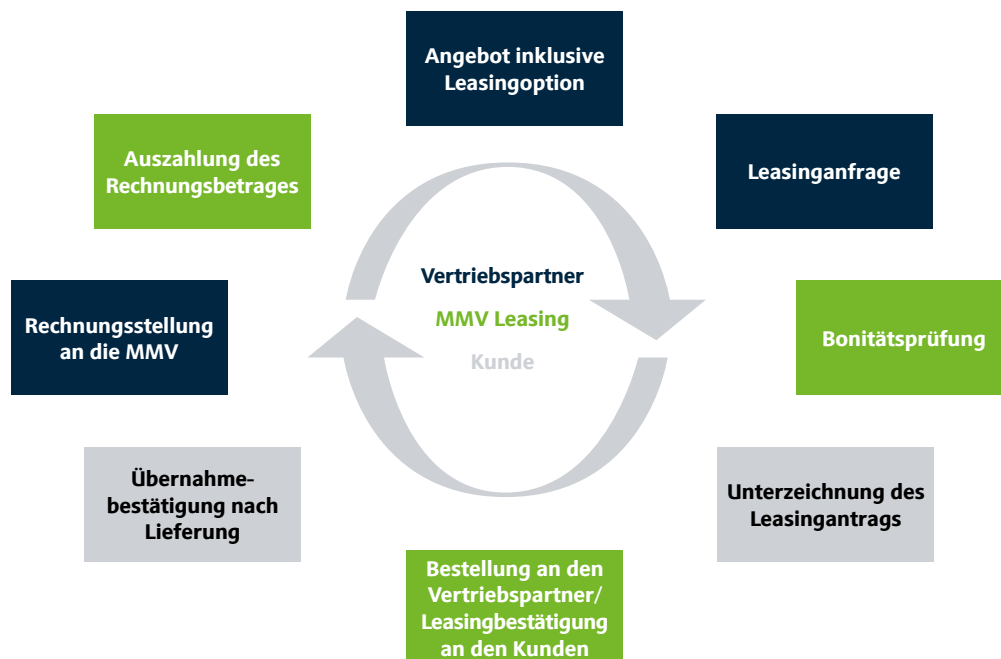 Angebot inklusive
Leasingoption
Leasinganfrage
Bonitätsprüfung
Unterzeichnung des
Leasingantrags
Bestellung an den
Vertriebspartner/
Leasingbestätigung
an den Kunden
Übernahme-
bestätigung nach
Lieferung
Rechnungsstellung
an die MMV
Auszahlung des
Rechnungsbetrages
Vertriebspartner
MMV Leasing
Kunde